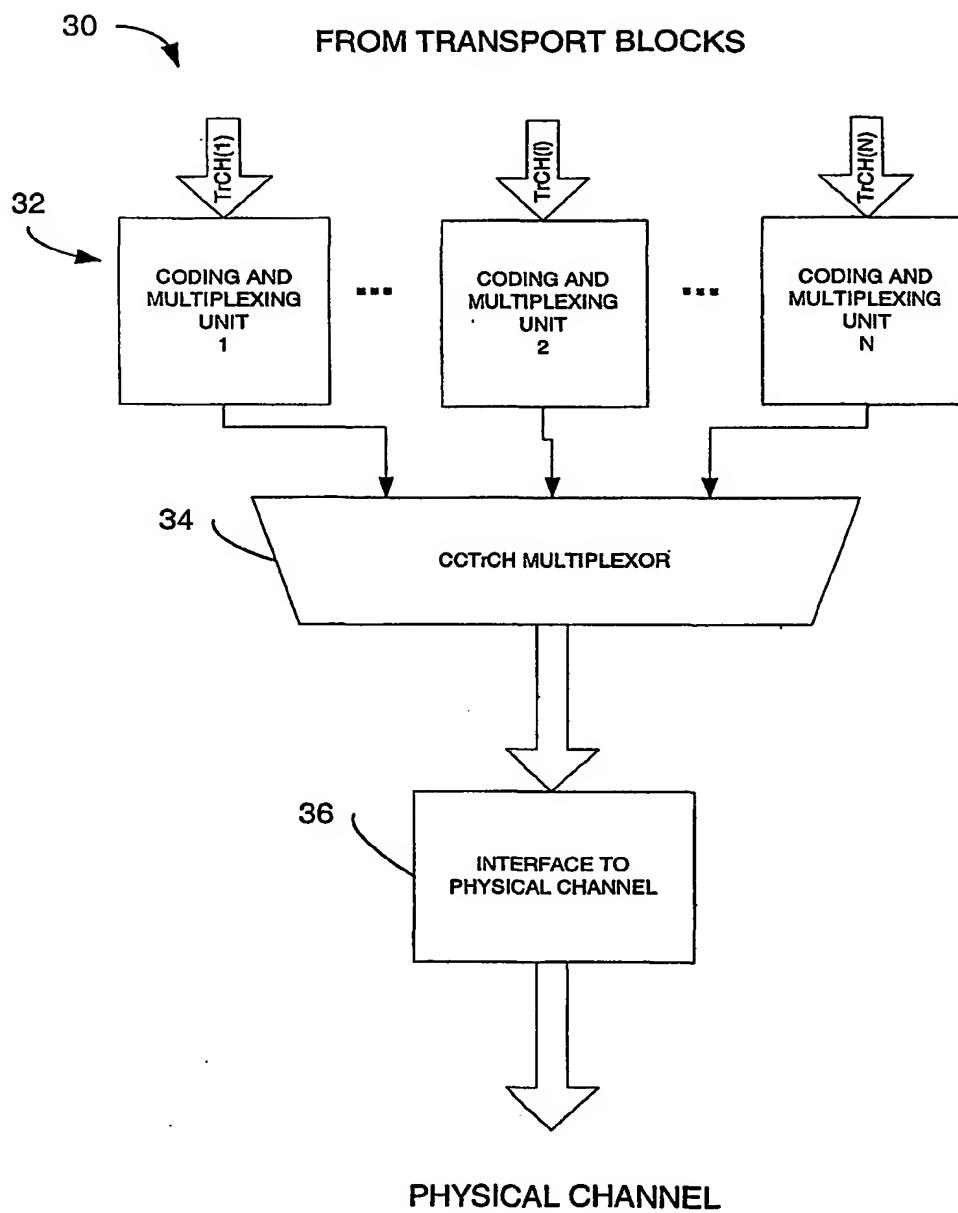 30
FROM TRANSPORT BLOCKS
TrCH(1)
TrCH(I)
TrCH(N)
32
CODING AND
MULTIPLEXING
UNIT
1
...
CODING AND
MULTIPLEXING
UNIT
2
...
CODING AND
MULTIPLEXING
UNIT
N
34
CCTrCH MULTIPLEXOR
36
INTERFACE TO
PHYSICAL CHANNEL
PHYSICAL CHANNEL